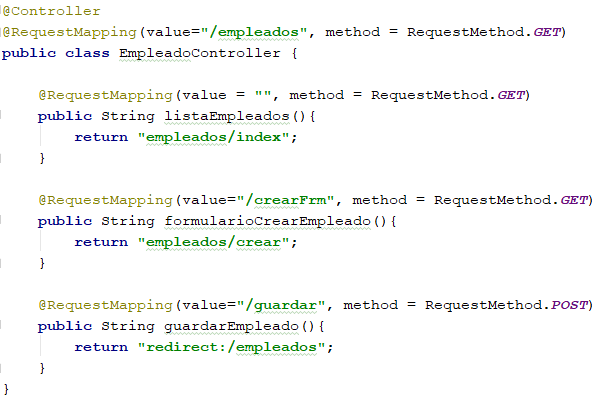 @Controller
@RequestMapping(value="/empleados", method = RequestMethod.GET)
public class EmpleadoController {
@RequestMapping(value = "", method = RequestMethod.GET)
public String listaEmpleados(){
return "empleados/index";
}
@RequestMapping(value="/crearFrm", method = RequestMethod.GET)
public String formularioCrearEmpleado(){
return "empleados/crear";
}
@RequestMapping(value="/guardar", method = RequestMethod.POST)
public String guardarEmpleado(){
return "redirect:/empleados";
}
}